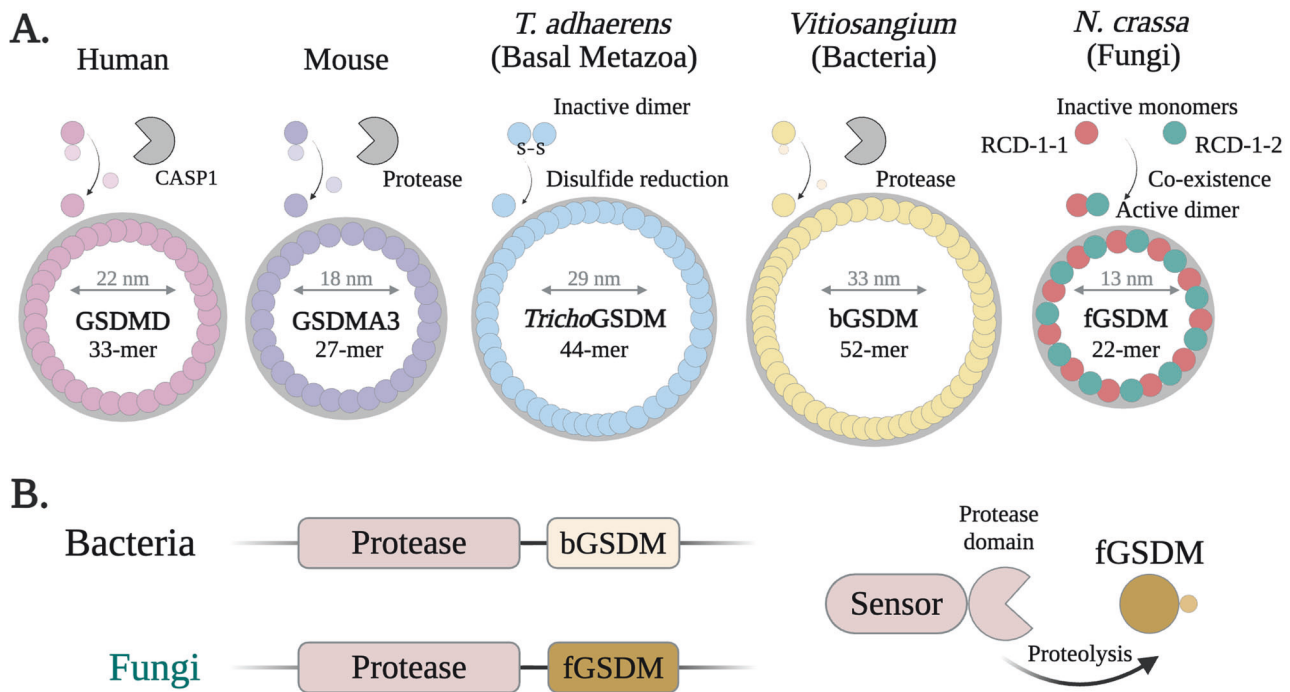 A.
Human
CASP1
22 nm
GSDMD
33-mer
Mouse
Protease
18 nm
GSDMA3
27-mer
T. adhaerens
(Basal Metazoa)
Inactive dimer
S-S
Disulfide reduction
29 nm
TrichoGSDM
44-mer
Vitiosangium
(Bacteria)
Protease
33 nm
bGSDM
52-mer
N. crassa
(Fungi)
Inactive monomers
RCD-1-1
RCD-1-2
Co-existence
Active dimer
13 nm
fGSDM
22-mer
B.
Bacteria
Protease
bGSDM
Fungi
Protease
fGSDM
Sensor
Protease
domain
fGSDM
Proteolysis